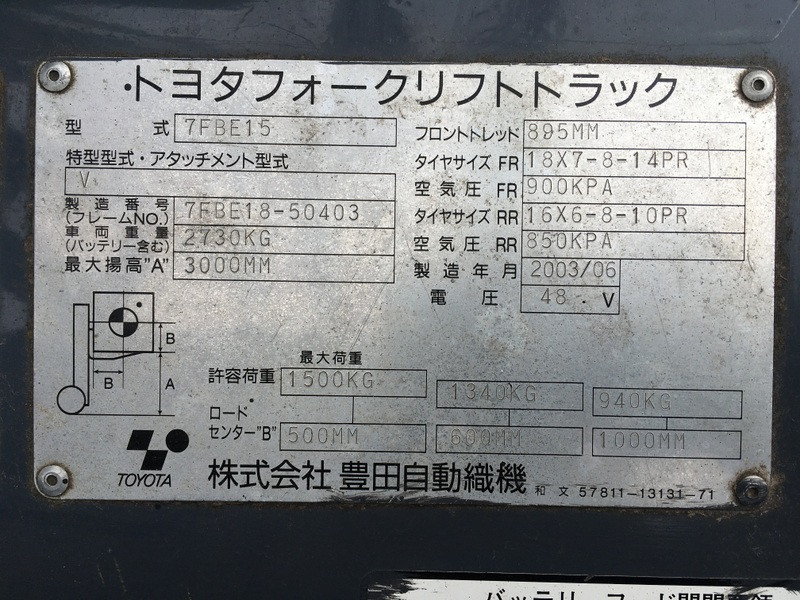 トヨタフォークリフトトラック
型 式 7FBE15
特型型式・アタッチメント型式
V
製造番号(フレームNO.) 7FBE18-50403
車両重量(バッテリー含む) 2730KG
最大揚高"A" 3000MM
フロントトレッド 895MM
タイヤサイズ FR 18X7-8-14PR
空気圧 FR 900KPA
タイヤサイズ RR 16X6-8-10PR
空気圧 RR 850KPA
製造年月 2003/06
電圧 48 V
B
B
A
最大荷重
許容荷重 1500KG 1340KG 940KG
ロードセンター"B" 500MM 600MM 1000MM
TOYOTA
株式会社 豊田自動織機
和文 57811-13131-71